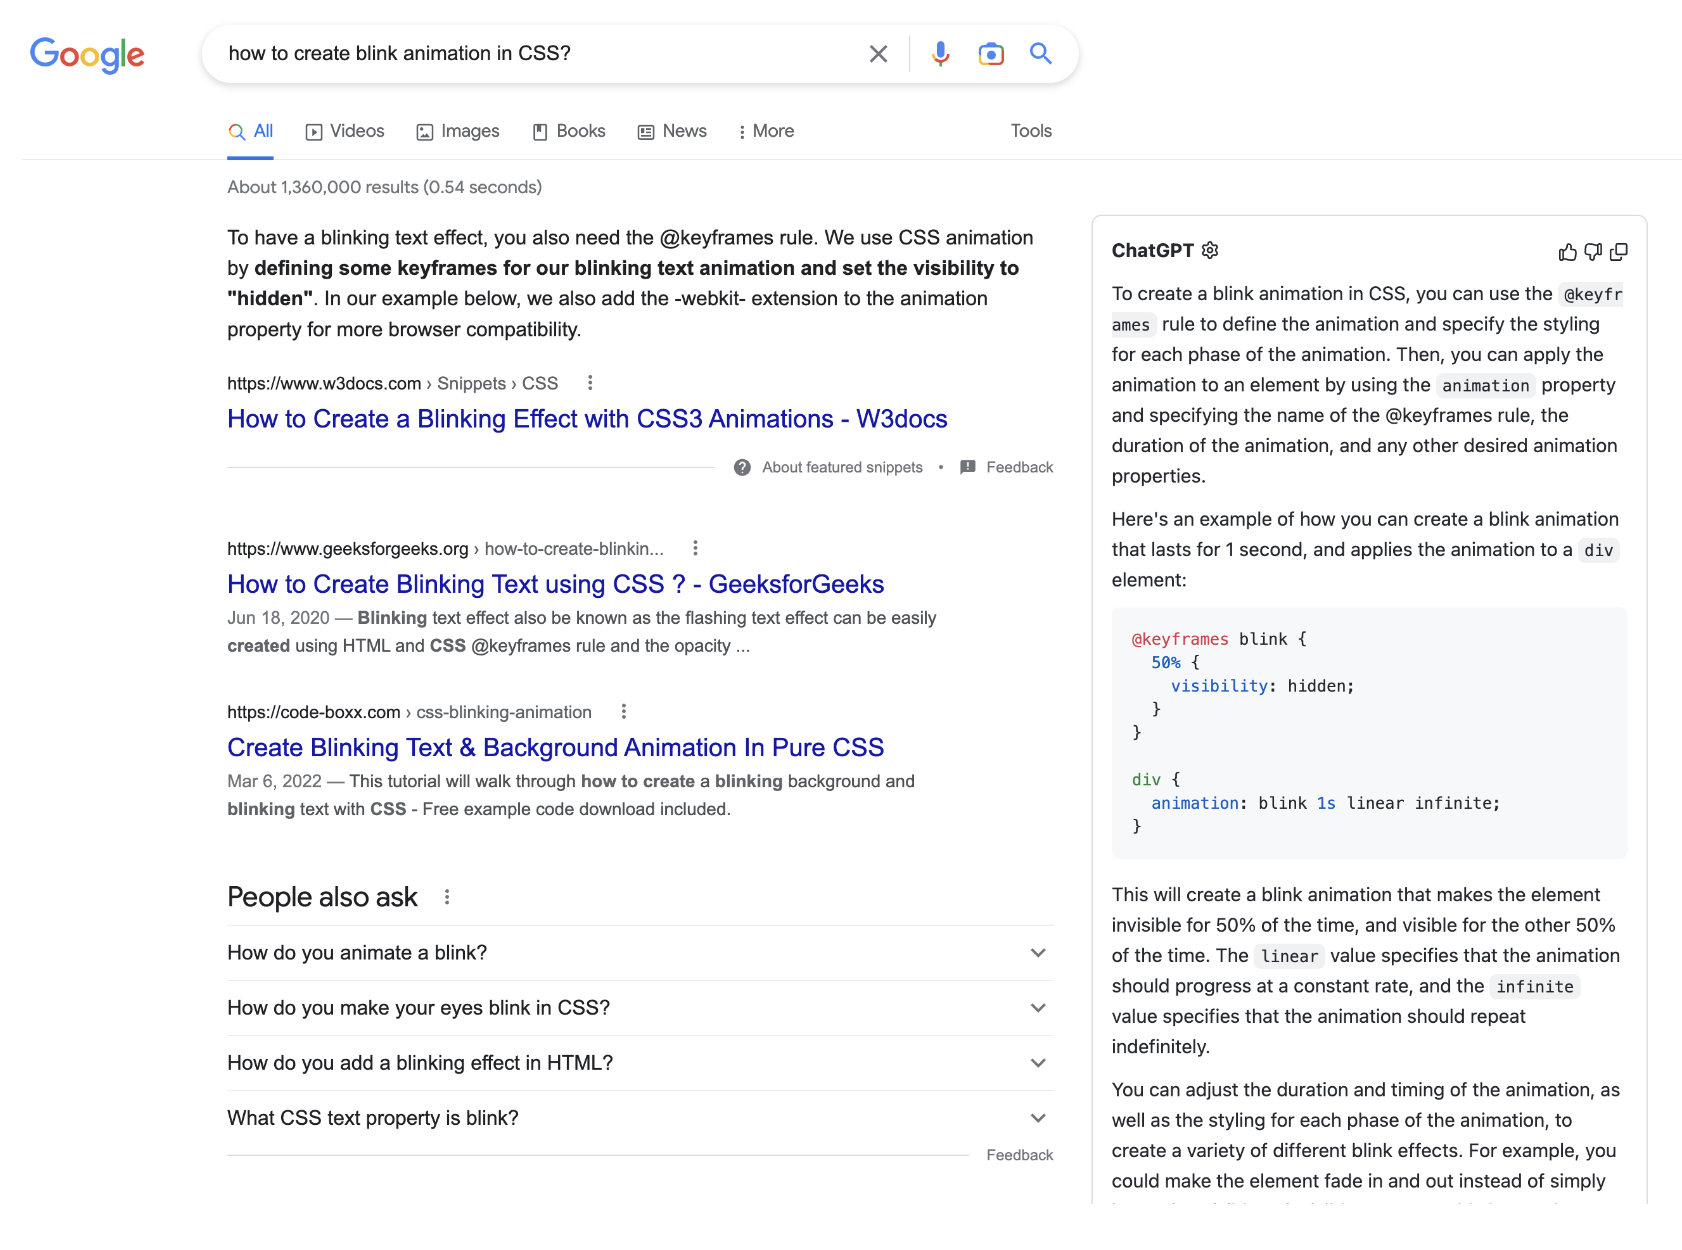 Google
how to create blink animation in CSS?
All
Videos
Images
Books
News
More
Tools
About 1,360,000 results (0.54 seconds)
To have a blinking text effect, you also need the @keyframes rule. We use CSS animation
by defining some keyframes for our blinking text animation and set the visibility to
"hidden". In our example below, we also add the -webkit- extension to the animation
property for more browser compatibility.
https://www.w3docs.com › Snippets › CSS
How to Create a Blinking Effect with CSS3 Animations - W3docs
About featured snippets • Feedback
https://www.geeksforgeeks.org › how-to-create-blinkin...
How to Create Blinking Text using CSS ? - GeeksforGeeks
Jun 18, 2020 — Blinking text effect also be known as the flashing text effect can be easily
created using HTML and CSS @keyframes rule and the opacity ...
https://code-boxx.com › css-blinking-animation
Create Blinking Text & Background Animation In Pure CSS
Mar 6, 2022 — This tutorial will walk through how to create a blinking background and
blinking text with CSS - Free example code download included.
People also ask
How do you animate a blink?
How do you make your eyes blink in CSS?
How do you add a blinking effect in HTML?
What CSS text property is blink?
Feedback
ChatGPT
To create a blink animation in CSS, you can use the @keyfr
ames rule to define the animation and specify the styling
for each phase of the animation. Then, you can apply the
animation to an element by using the animation property
and specifying the name of the @keyframes rule, the
duration of the animation, and any other desired animation
properties.
Here's an example of how you can create a blink animation
that lasts for 1 second, and applies the animation to a div
element:
@keyframes blink {
50% {
visibility: hidden;
}
}
div {
animation: blink 1s linear infinite;
}
This will create a blink animation that makes the element
invisible for 50% of the time, and visible for the other 50%
of the time. The linear value specifies that the animation
should progress at a constant rate, and the infinite
value specifies that the animation should repeat
indefinitely.
You can adjust the duration and timing of the animation, as
well as the styling for each phase of the animation, to
create a variety of different blink effects. For example, you
could make the element fade in and out instead of simply